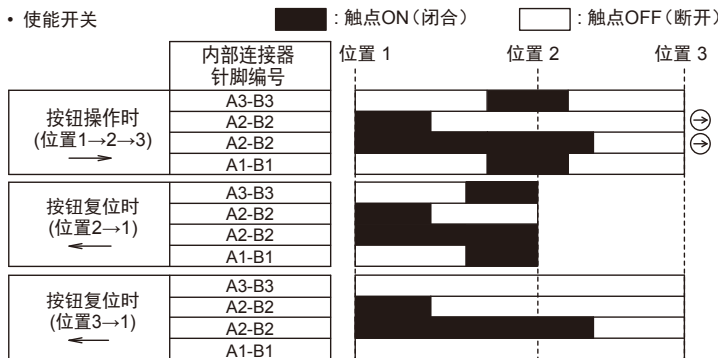 • 使能开关
: 触点ON（闭合）
: 触点OFF（断开）
内部连接器
针脚编号
位置 1
位置 2
位置 3
按钮操作时
(位置1→2→3)
A3-B3
A2-B2
A2-B2
A1-B1
按钮复位时
(位置2→1)
A3-B3
A2-B2
A2-B2
A1-B1
按钮复位时
(位置3→1)
A3-B3
A2-B2
A2-B2
A1-B1